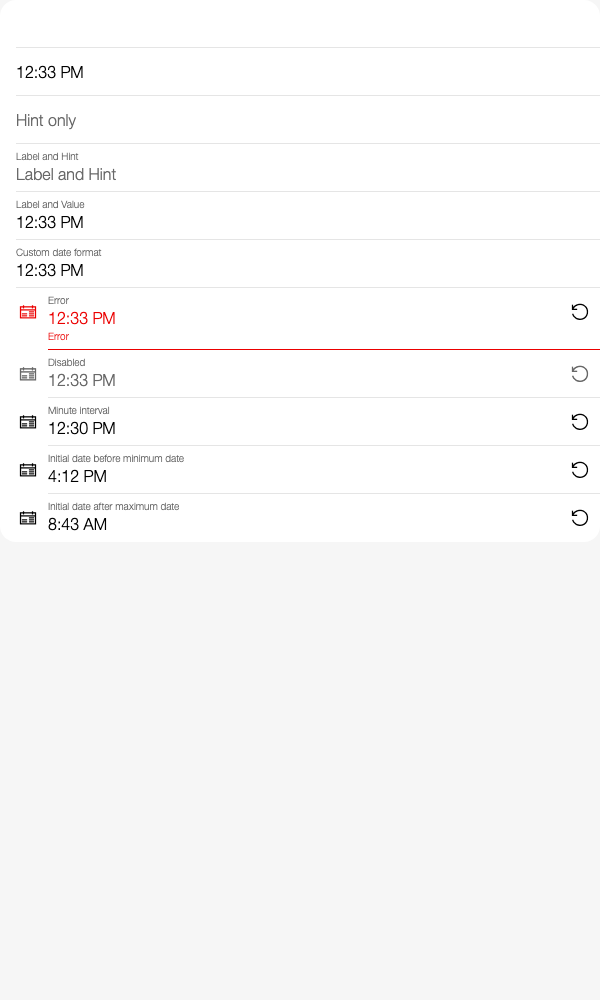 12:33 PM
Hint only
Label and Hint
Label and Hint
Label and Value
12:33 PM
Custom date format
12:33 PM
Error
12:33 PM
Error
Disabled
12:33 PM
Minute interval
12:30 PM
Initial date before minimum date
4:12 PM
Initial date after maximum date
8:43 AM